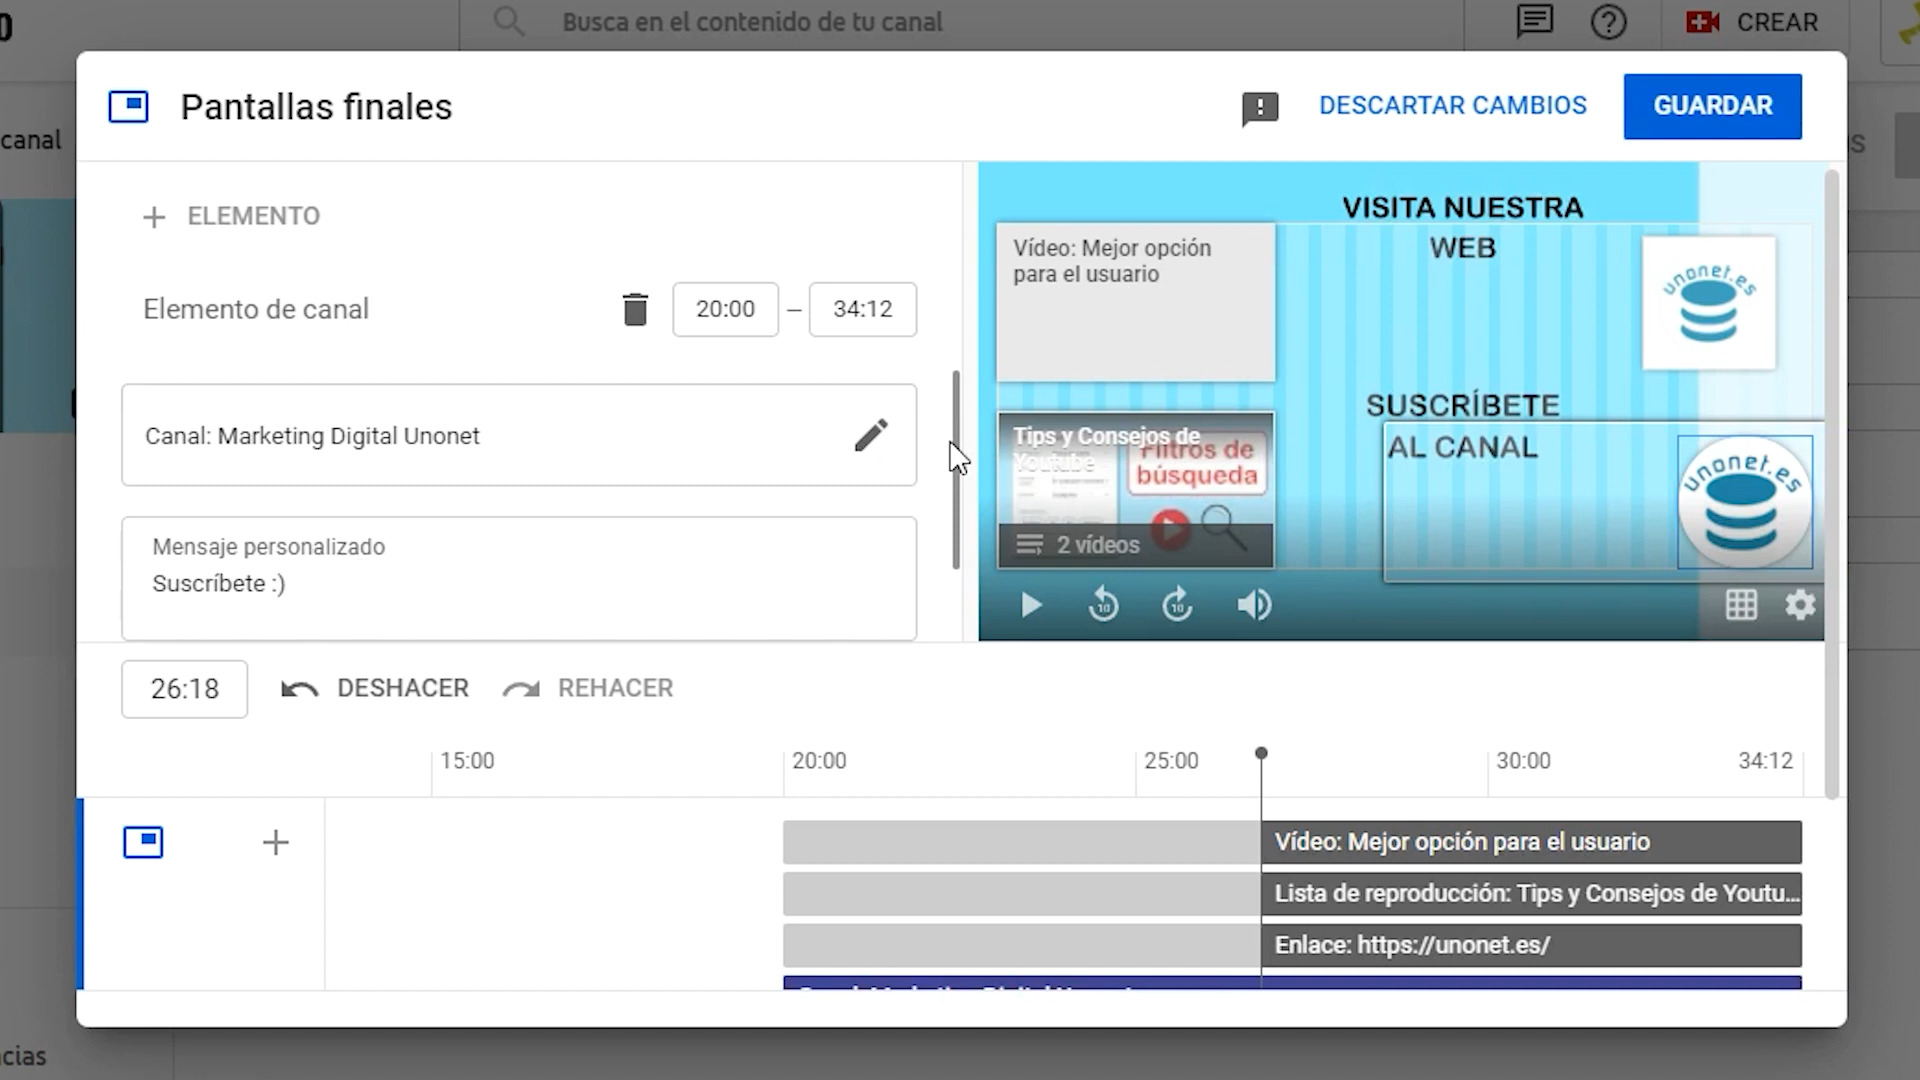 Busca en el contenido de tu canal
CREAR
canal
Pantallas finales
DESCARTAR CAMBIOS
GUARDAR
S
ELEMENTO
Elemento de canal
20:00 – 34:12
Canal: Marketing Digital Unonet
Mensaje personalizado
Suscríbete :)
VISITA NUESTRA
WEB
Vídeo: Mejor opción
para el usuario
unonet.es
SUSCRÍBETE
AL CANAL
Tips y Consejos de
Youtube
Filtros de
búsqueda
2 vídeos
unonet.es
10
10
26:18
DESHACER
REHACER
15:00
20:00
25:00
30:00
34:12
Vídeo: Mejor opción para el usuario
Lista de reproducción: Tips y Consejos de Youtu...
Enlace: https://unonet.es/
cias